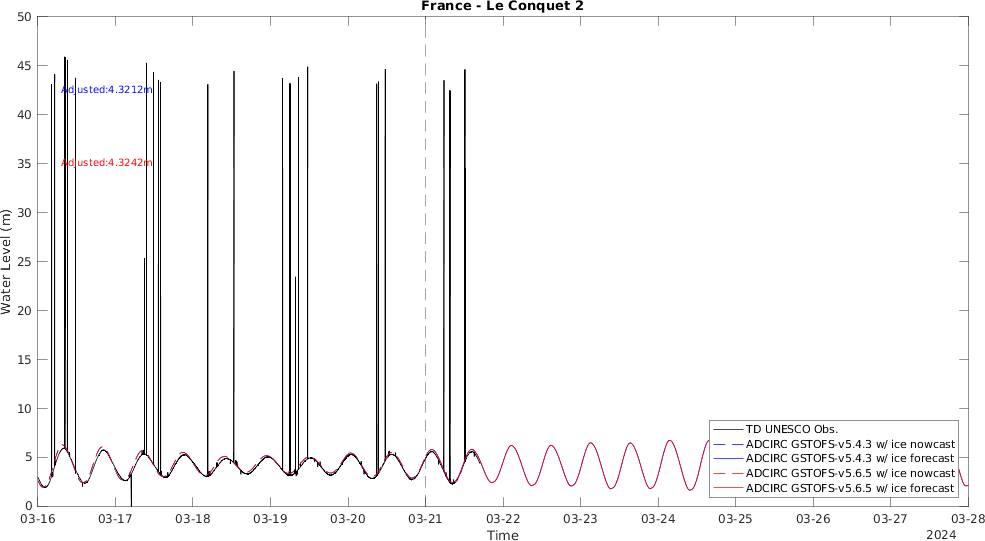 France - Le Conquet 2
50
45
40
35
30
25
20
15
10
5
0
Water Level (m)
Adjusted:4.3212m
Adjusted:4.3242m
TD UNESCO Obs.
ADCIRC GSTOFS-v5.4.3 w/ ice nowcast
ADCIRC GSTOFS-v5.4.3 w/ ice forecast
ADCIRC GSTOFS-v5.6.5 w/ ice nowcast
ADCIRC GSTOFS-v5.6.5 w/ ice forecast
03-16 03-17 03-18 03-19 03-20 03-21 03-22 03-23 03-24 03-25 03-26 03-27 03-28
Time
2024